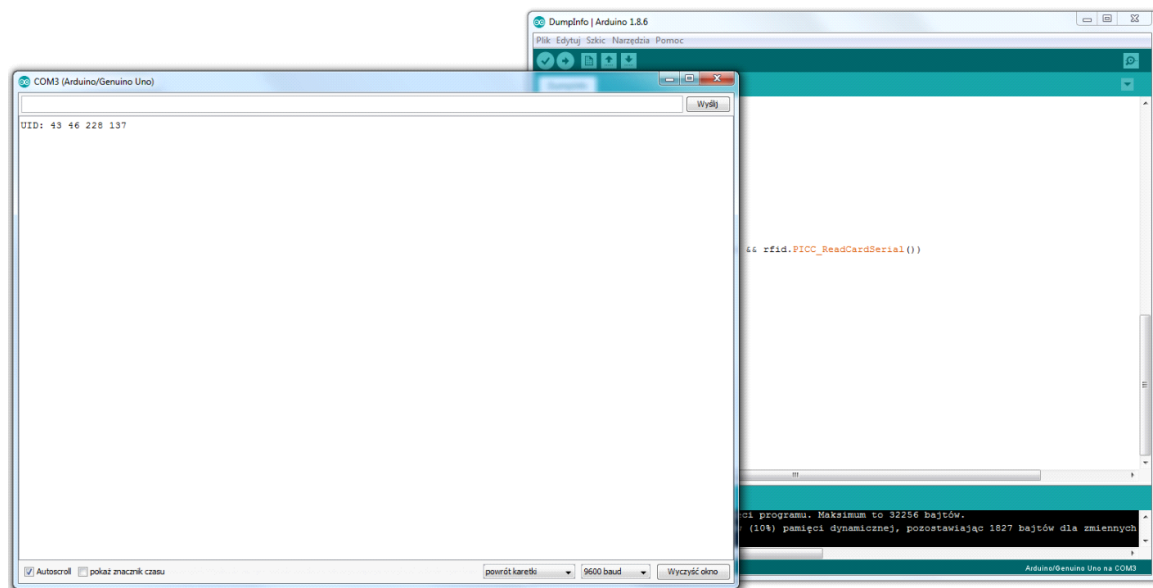 DumpInfo | Arduino 1.8.6
Plik Edytuj Szkic Narzędzia Pomoc
COM3 (Arduino/Genuino Uno)
Wyślij
UID: 43 46 228 137
&& rfid.PICC_ReadCardSerial())
programu. Maksimum to 32256 bajtów.
(10%) pamięci dynamicznej, pozostawiając 1827 bajtów dla zmiennych
Autoscroll pokaż znacznik czasu powrót karetki 9600 baud Wyczyść okno
Arduino/Genuino Uno na COM3